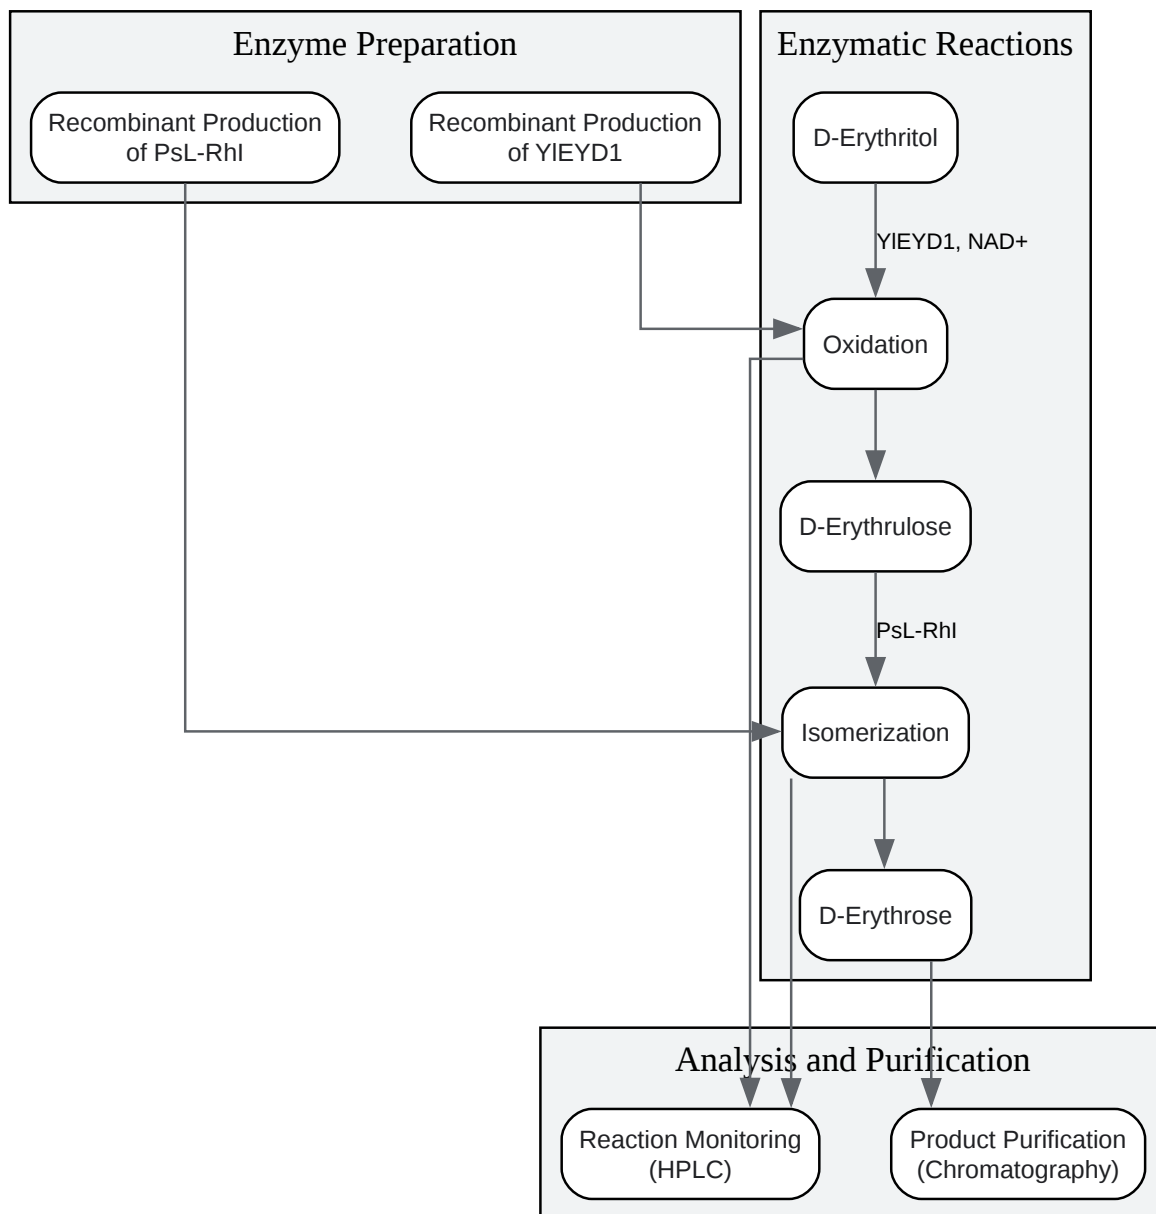 Enzyme Preparation
Recombinant Production
of PsL-RhI
Recombinant Production
of YlEYD1
Enzymatic Reactions
D-Erythritol
YlEYD1, NAD+
Oxidation
D-Erythrulose
PsL-RhI
Isomerization
D-Erythrose
Analysis and Purification
Reaction Monitoring
(HPLC)
Product Purification
(Chromatography)